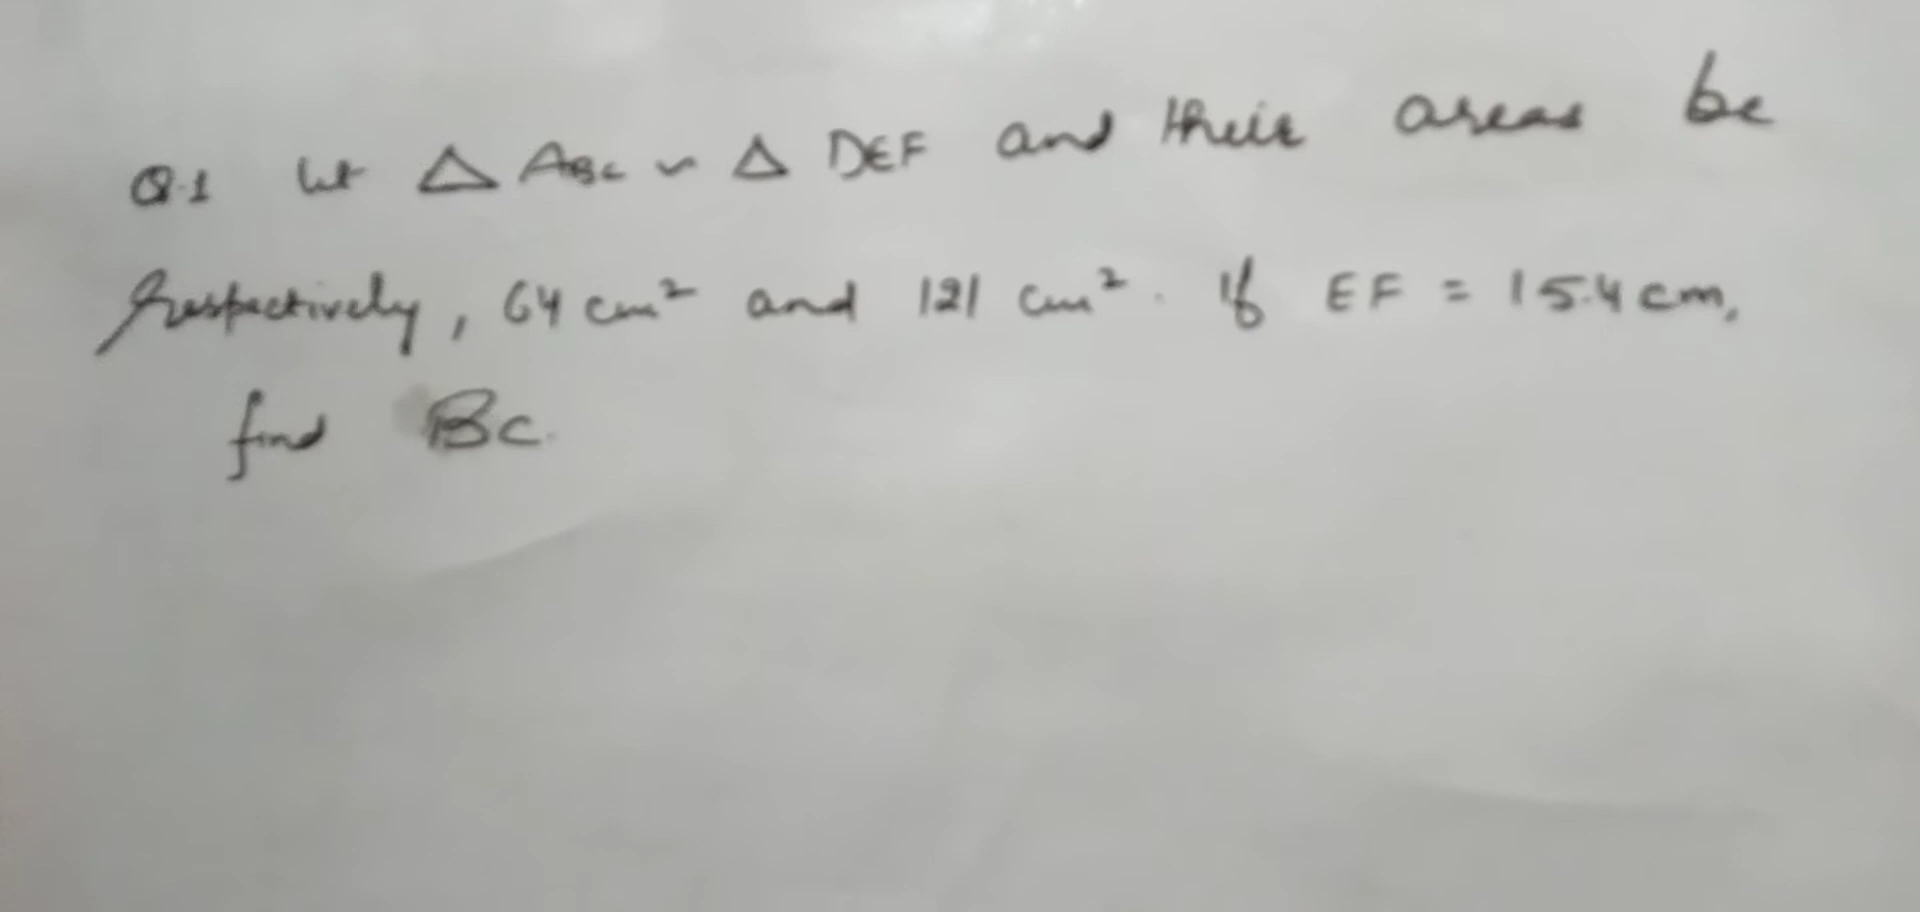 Q.1 let △ ABC ~ △ DEF and their areas be
respectively, 64 cm² and 121 cm². If EF = 15.4 cm,
find BC.